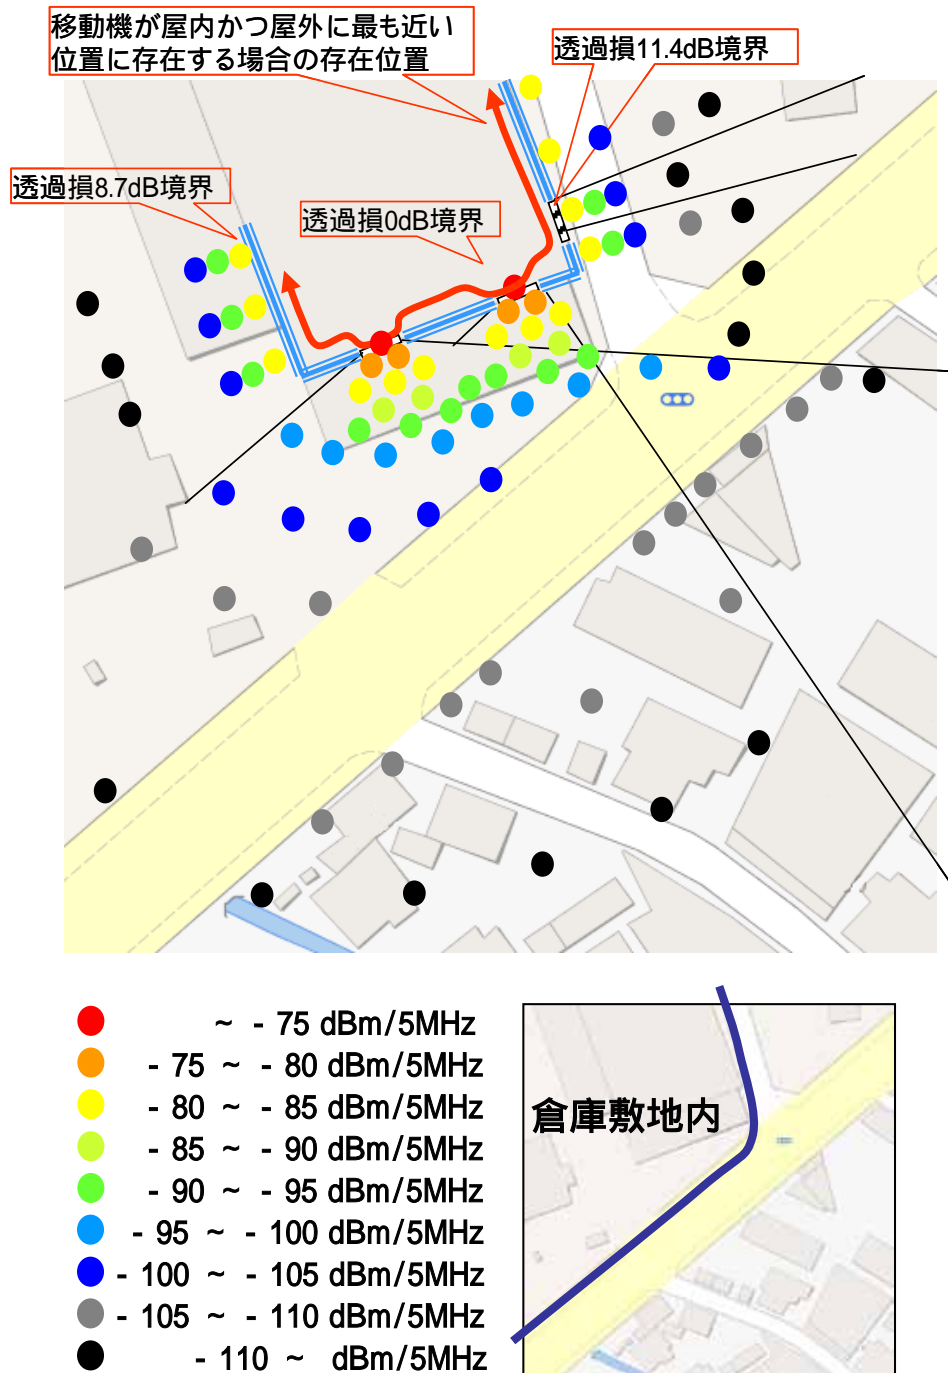 移動機が屋内かつ屋外に最も近い
位置に存在する場合の存在位置
透過損11.4dB境界
透過損8.7dB境界
透過損0dB境界
～ - 75 dBm/5MHz
- 75 ～ - 80 dBm/5MHz
- 80 ～ - 85 dBm/5MHz
- 85 ～ - 90 dBm/5MHz
- 90 ～ - 95 dBm/5MHz
- 95 ～ - 100 dBm/5MHz
- 100 ～ - 105 dBm/5MHz
- 105 ～ - 110 dBm/5MHz
- 110 ～ dBm/5MHz
倉庫敷地内